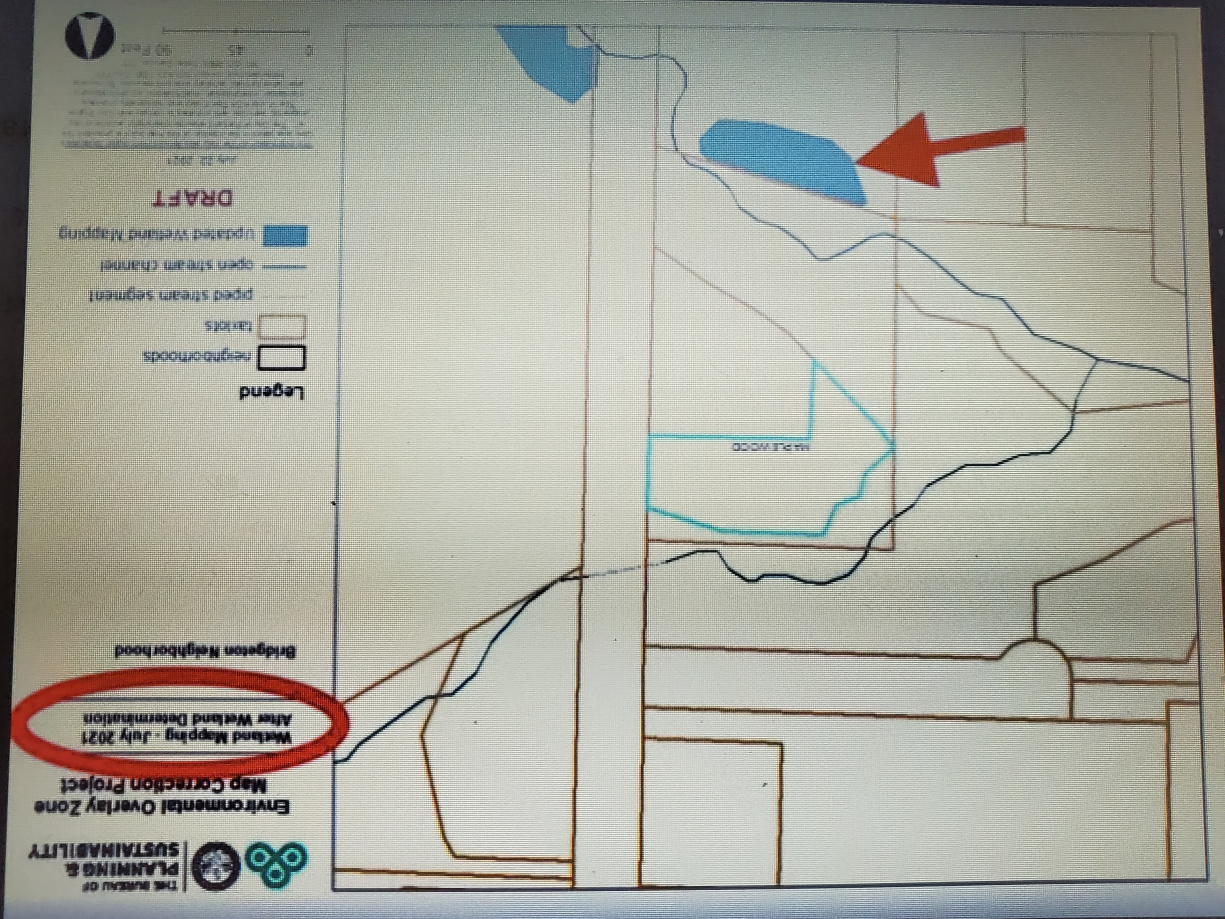 THE BUREAU OF
PLANNING &
SUSTAINABILITY
Environmental Overlay Zone
Map Correction Project
Wetland Mapping - July 2021
After Wetland Determination
Bridgeton Neighborhood
Legend
neighborhoods
taxlots
piped stream segment
open stream channel
Updated Wetland Mapping
DRAFT
July 22, 2021
0 45 90 Feet
MAPLEWOOD